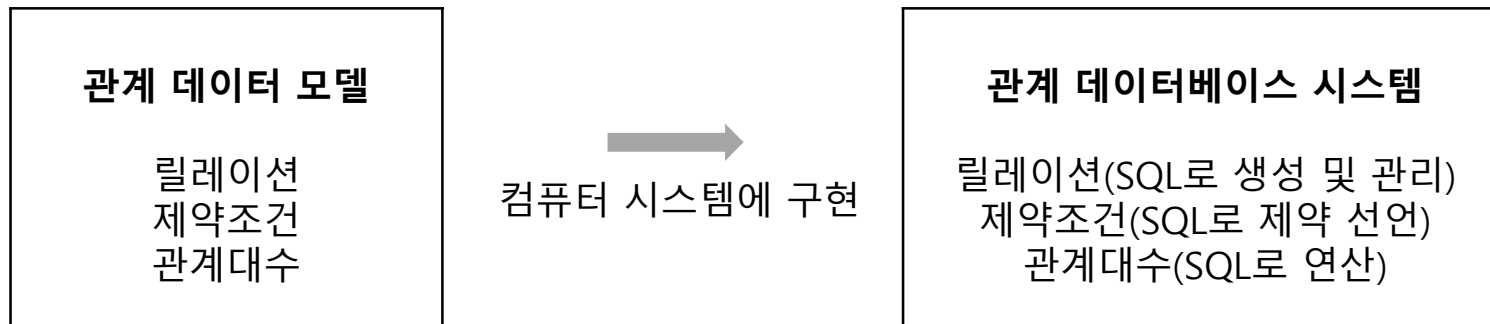 관계 데이터 모델
릴레이션
제약조건
관계대수
컴퓨터 시스템에 구현
관계 데이터베이스 시스템
릴레이션(SQL로 생성 및 관리)
제약조건(SQL로 제약 선언)
관계대수(SQL로 연산)